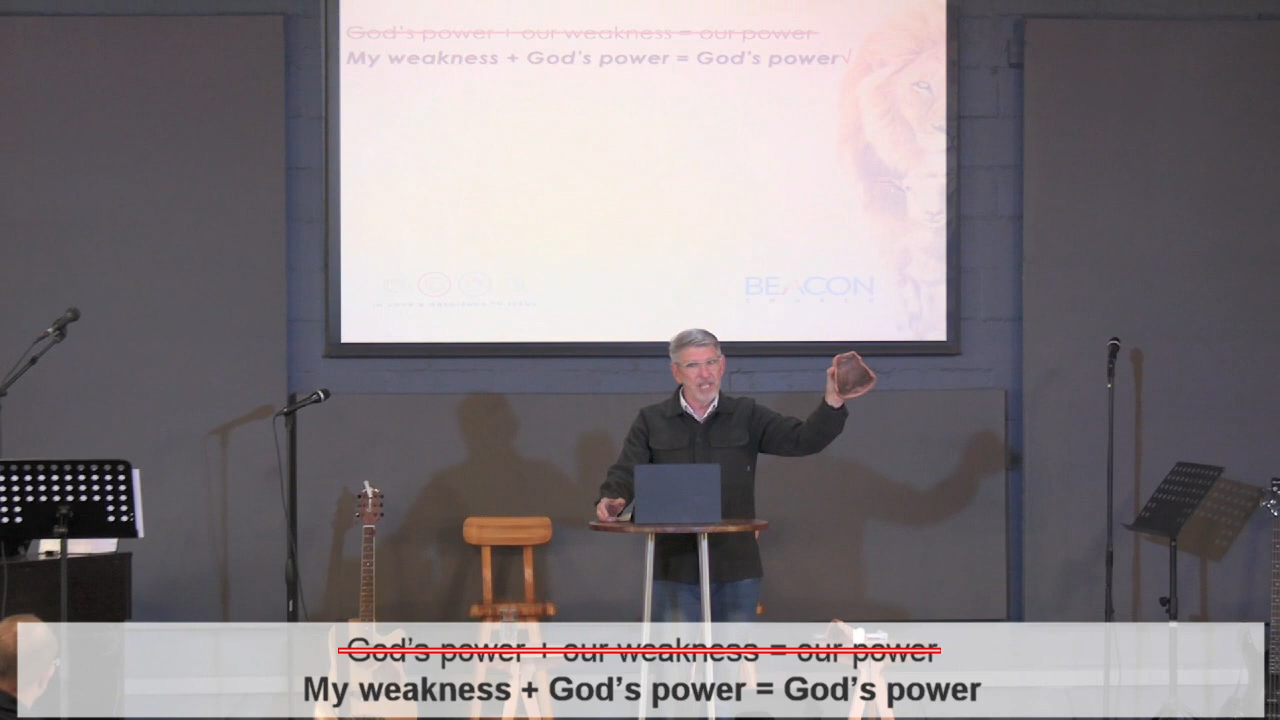 God's power + our weakness = our power
My weakness + God's power = God's power√
BEACON
God's power + our weakness = our power
My weakness + God's power = God's power